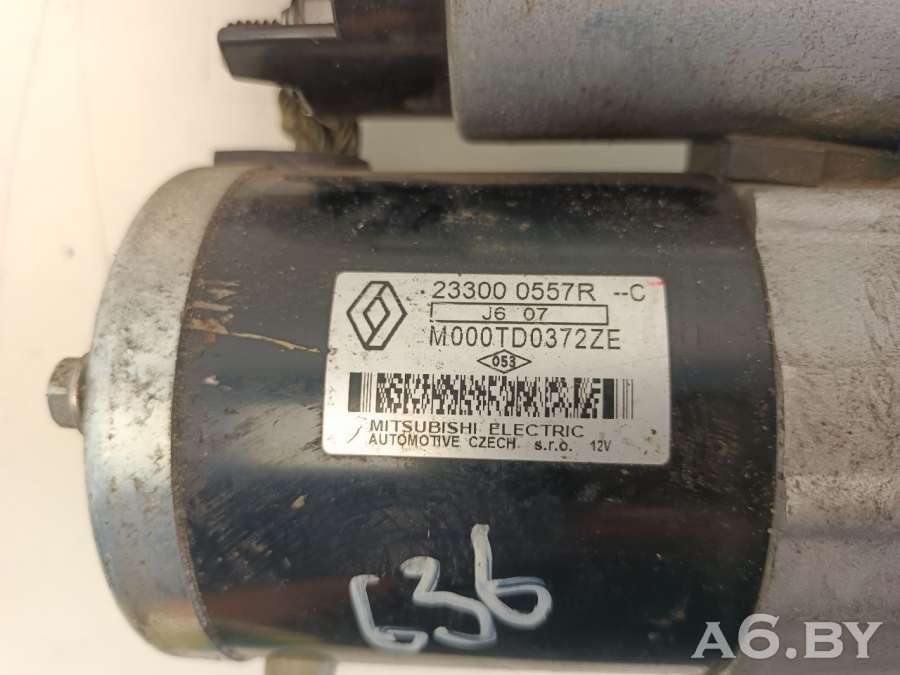 23300 0557R --C
J6 07
M000TD0372ZE
053
MITSUBISHI ELECTRIC
AUTOMOTIVE CZECH s.r.o. 12V
636
A6.BY